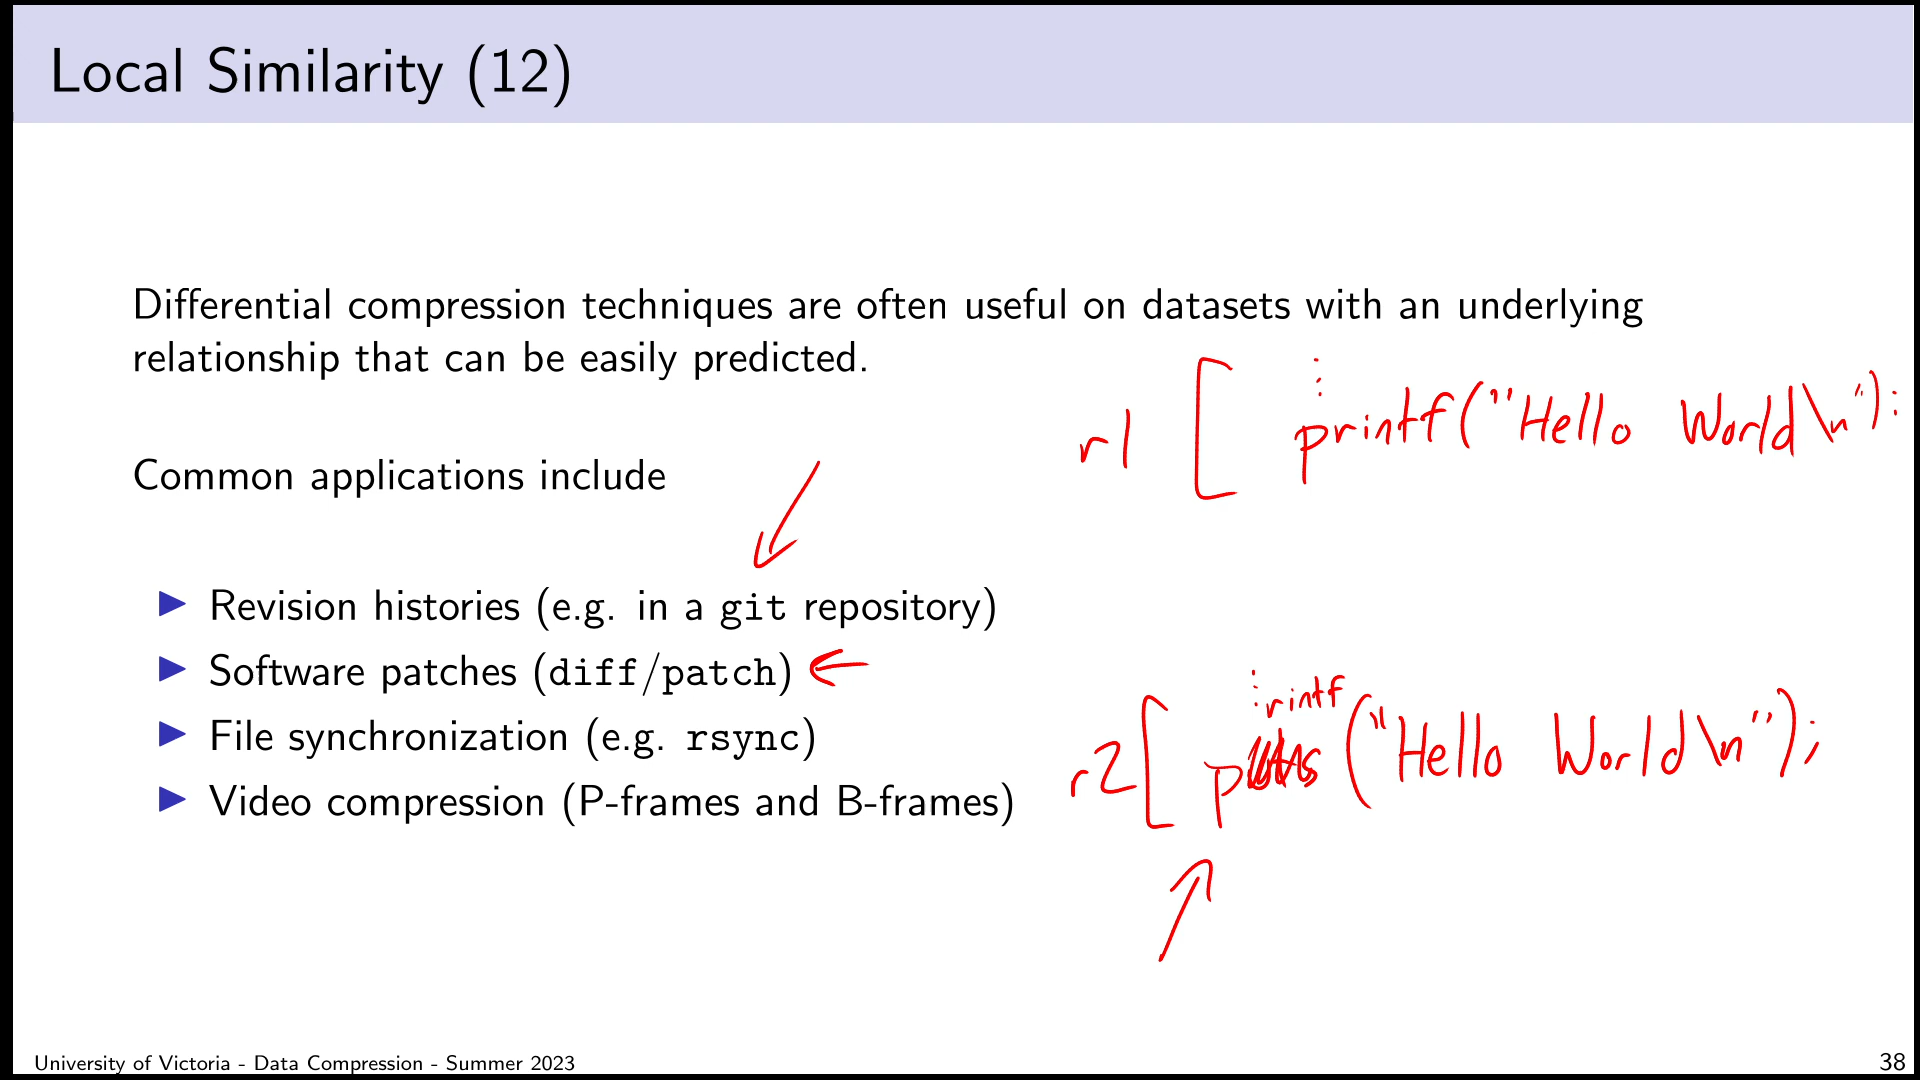 Local Similarity (12)
Differential compression techniques are often useful on datasets with an underlying
relationship that can be easily predicted.
r1 [ printf("Hello World\n"):
Common applications include
▶ Revision histories (e.g. in a git repository)
▶ Software patches (diff/patch)
▶ File synchronization (e.g. rsync)
▶ Video compression (P-frames and B-frames)
rintf
r2 [ puts ("Hello World\n");
University of Victoria - Data Compression - Summer 2023
38